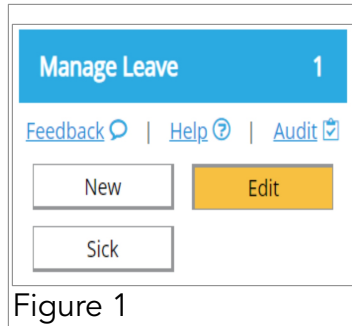 Manage Leave 1
Feedback | Help ? | Audit
New Edit
Sick
Figure 1